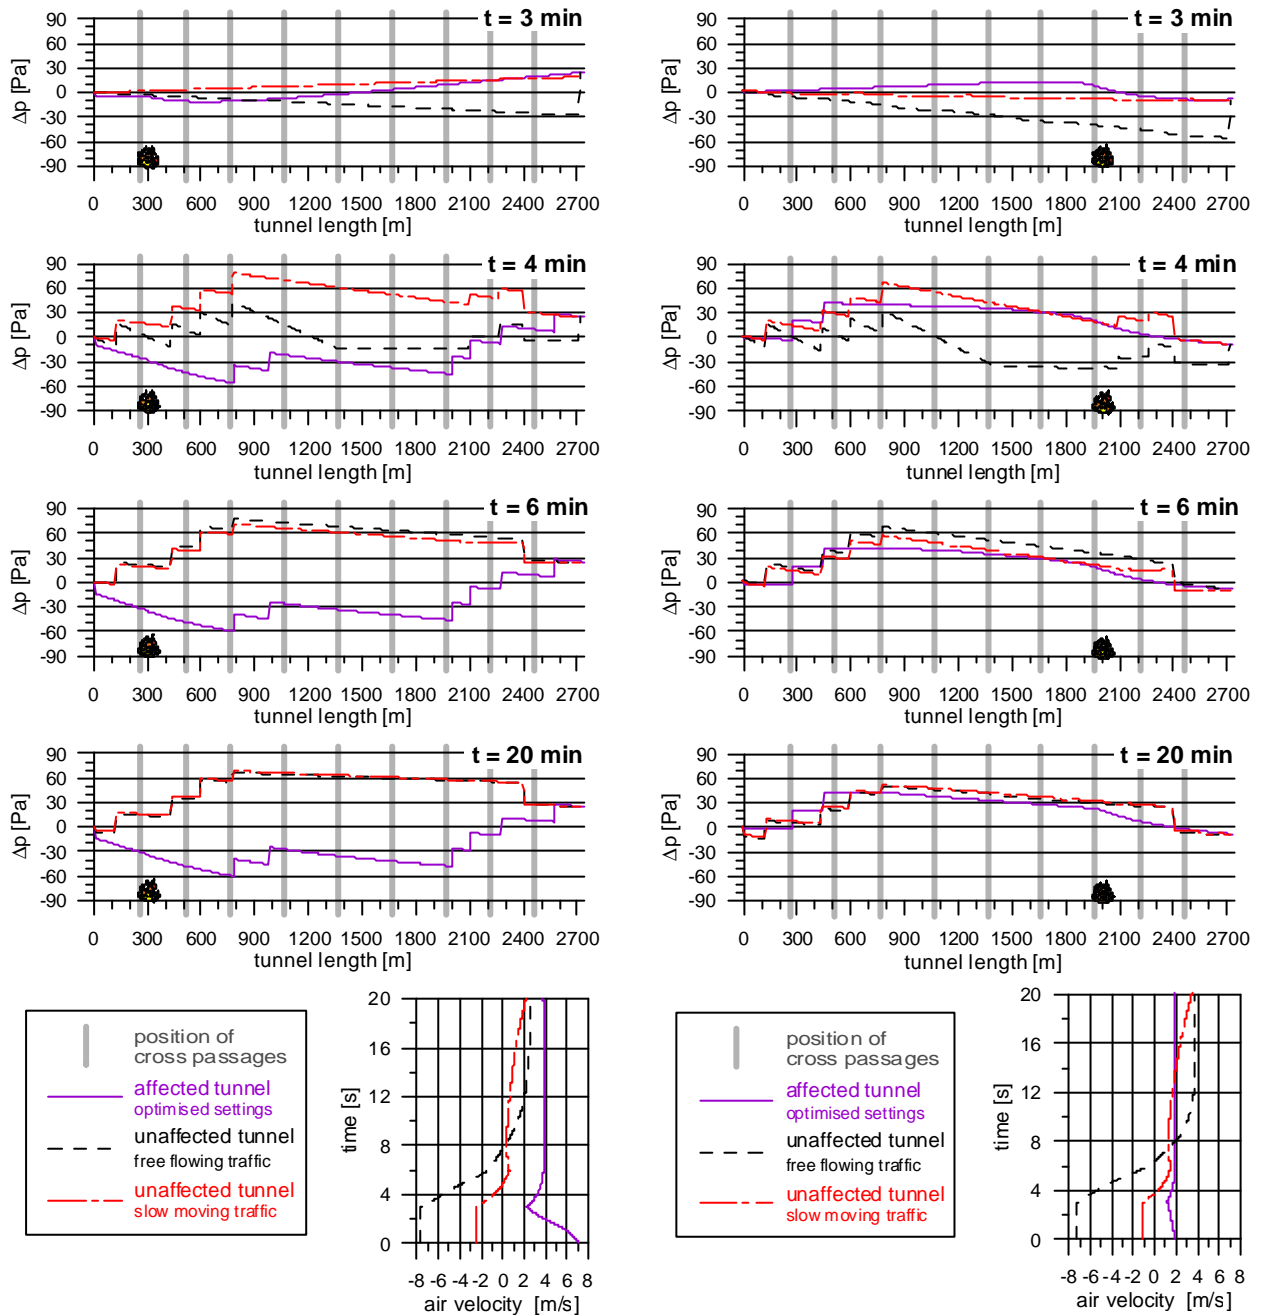 t = 3 min
Δp [Pa]
90
60
30
0
-30
-60
-90
0 300 600 900 1200 1500 1800 2100 2400 2700
tunnel length [m]
t = 3 min
Δp [Pa]
90
60
30
0
-30
-60
-90
0 300 600 900 1200 1500 1800 2100 2400 2700
tunnel length [m]
t = 4 min
Δp [Pa]
90
60
30
0
-30
-60
-90
0 300 600 900 1200 1500 1800 2100 2400 2700
tunnel length [m]
t = 4 min
Δp [Pa]
90
60
30
0
-30
-60
-90
0 300 600 900 1200 1500 1800 2100 2400 2700
tunnel length [m]
t = 6 min
Δp [Pa]
90
60
30
0
-30
-60
-90
0 300 600 900 1200 1500 1800 2100 2400 2700
tunnel length [m]
t = 6 min
Δp [Pa]
90
60
30
0
-30
-60
-90
0 300 600 900 1200 1500 1800 2100 2400 2700
tunnel length [m]
t = 20 min
Δp [Pa]
90
60
30
0
-30
-60
-90
0 300 600 900 1200 1500 1800 2100 2400 2700
tunnel length [m]
t = 20 min
Δp [Pa]
90
60
30
0
-30
-60
-90
0 300 600 900 1200 1500 1800 2100 2400 2700
tunnel length [m]
position of
cross passages
affected tunnel
optimised settings
unaffected tunnel
free flowing traffic
unaffected tunnel
slow moving traffic
time [s]
20
16
12
8
4
0
-8 -6 -4 -2 0 2 4 6 8
air velocity [m/s]
position of
cross passages
affected tunnel
optimised settings
unaffected tunnel
free flowing traffic
unaffected tunnel
slow moving traffic
time [s]
20
16
12
8
4
0
-8 -6 -4 -2 0 2 4 6 8
air velocity [m/s]